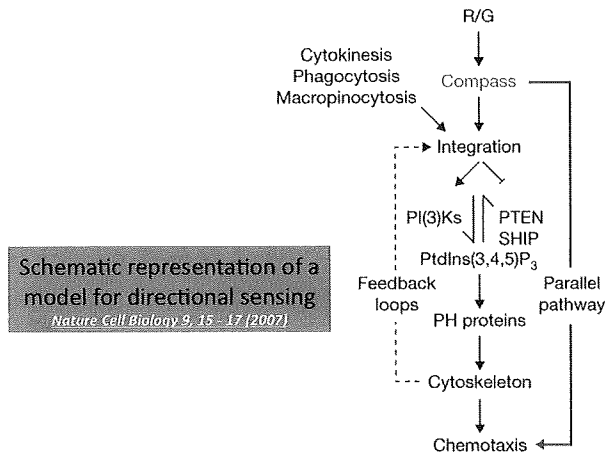 R/G
Cytokinesis
Phagocytosis
Macropinocytosis
Compass
Integration
PI(3)Ks
PTEN
SHIP
PtdIns(3,4,5)P3
Schematic representation of a
model for directional sensing
Nature Cell Biology 9, 15 - 17 (2007)
Feedback
loops
Parallel
pathway
PH proteins
Cytoskeleton
Chemotaxis